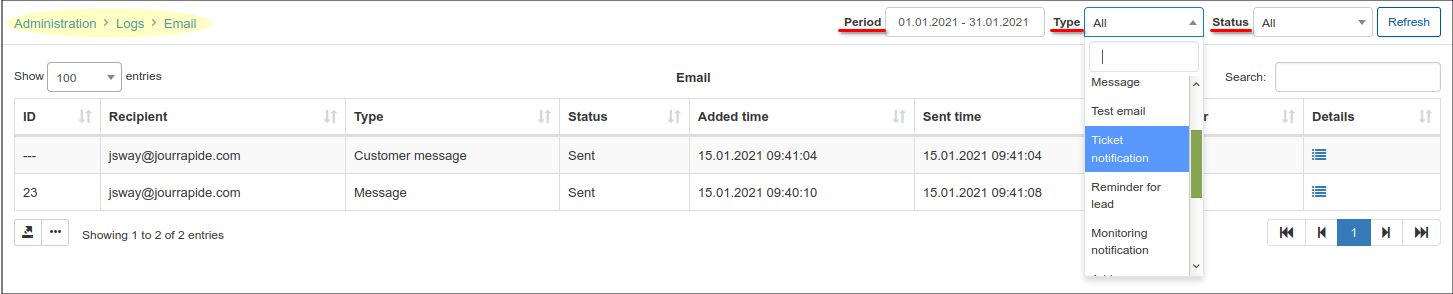 Administration > Logs > Email
Period 01.01.2021 - 31.01.2021 Type All Status All Refresh
Show 100 entries
Email
Search:
ID Recipient Type Status Added time Sent time r Details
--- jsway@jourrapide.com Customer message Sent 15.01.2021 09:41:04 15.01.2021 09:41:04
23 jsway@jourrapide.com Message Sent 15.01.2021 09:40:10 15.01.2021 09:41:08
Message
Test email
Ticket
notification
Reminder for
lead
Monitoring
notification
Showing 1 to 2 of 2 entries
1